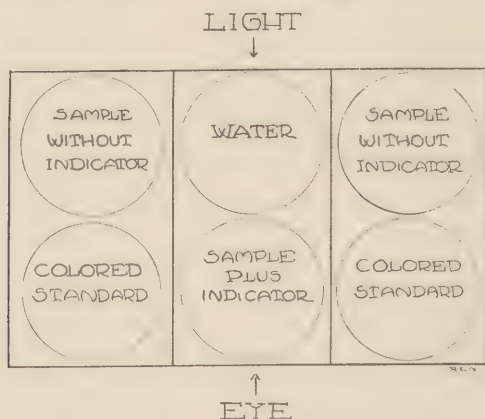 LIGHT
SAMPLE
WITHOUT
INDICATOR
WATER
SAMPLE
WITHOUT
INDICATOR
COLORED
STANDARD
SAMPLE
PLUS
INDICATOR
COLORED
STANDARD
EYE